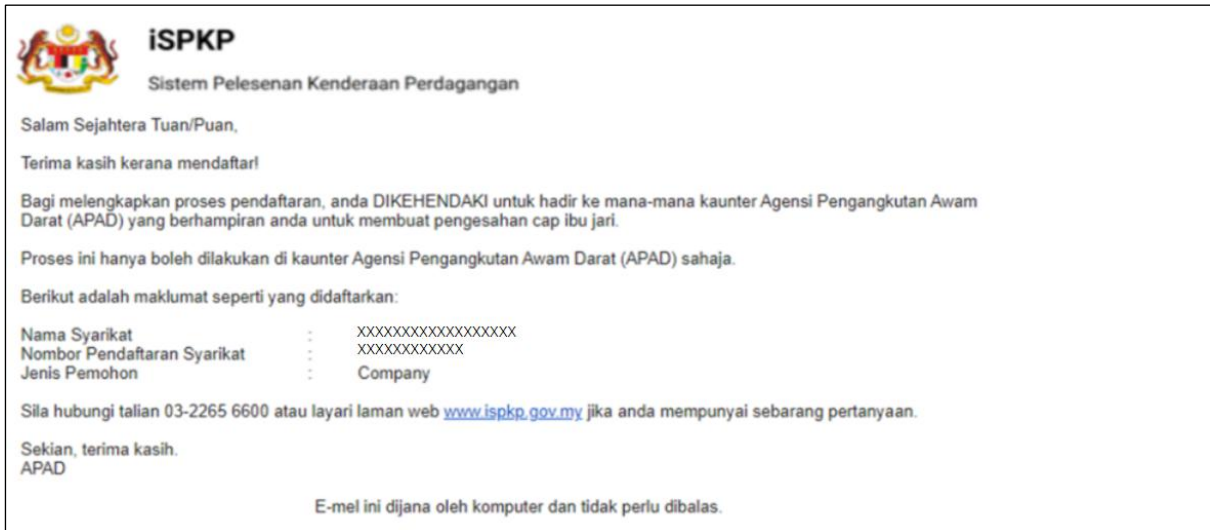 iSPKP
Sistem Pelesenan Kenderaan Perdagangan
Salam Sejahtera Tuan/Puan,
Terima kasih kerana mendaftar!
Bagi melengkapkan proses pendaftaran, anda DIKEHENDAKI untuk hadir ke mana-mana kaunter Agensi Pengangkutan Awam
Darat (APAD) yang berhampiran anda untuk membuat pengesahan cap ibu jari.
Proses ini hanya boleh dilakukan di kaunter Agensi Pengangkutan Awam Darat (APAD) sahaja.
Berikut adalah maklumat seperti yang didaftarkan:
Nama Syarikat : XXXXXXXXXXXXXXXXXX
Nombor Pendaftaran Syarikat : XXXXXXXXXXXX
Jenis Pemohon : Company
Sila hubungi talian 03-2265 6600 atau layari laman web www.ispkp.gov.my jika anda mempunyai sebarang pertanyaan.
Sekian, terima kasih.
APAD
E-mel ini dijana oleh komputer dan tidak perlu dibalas.